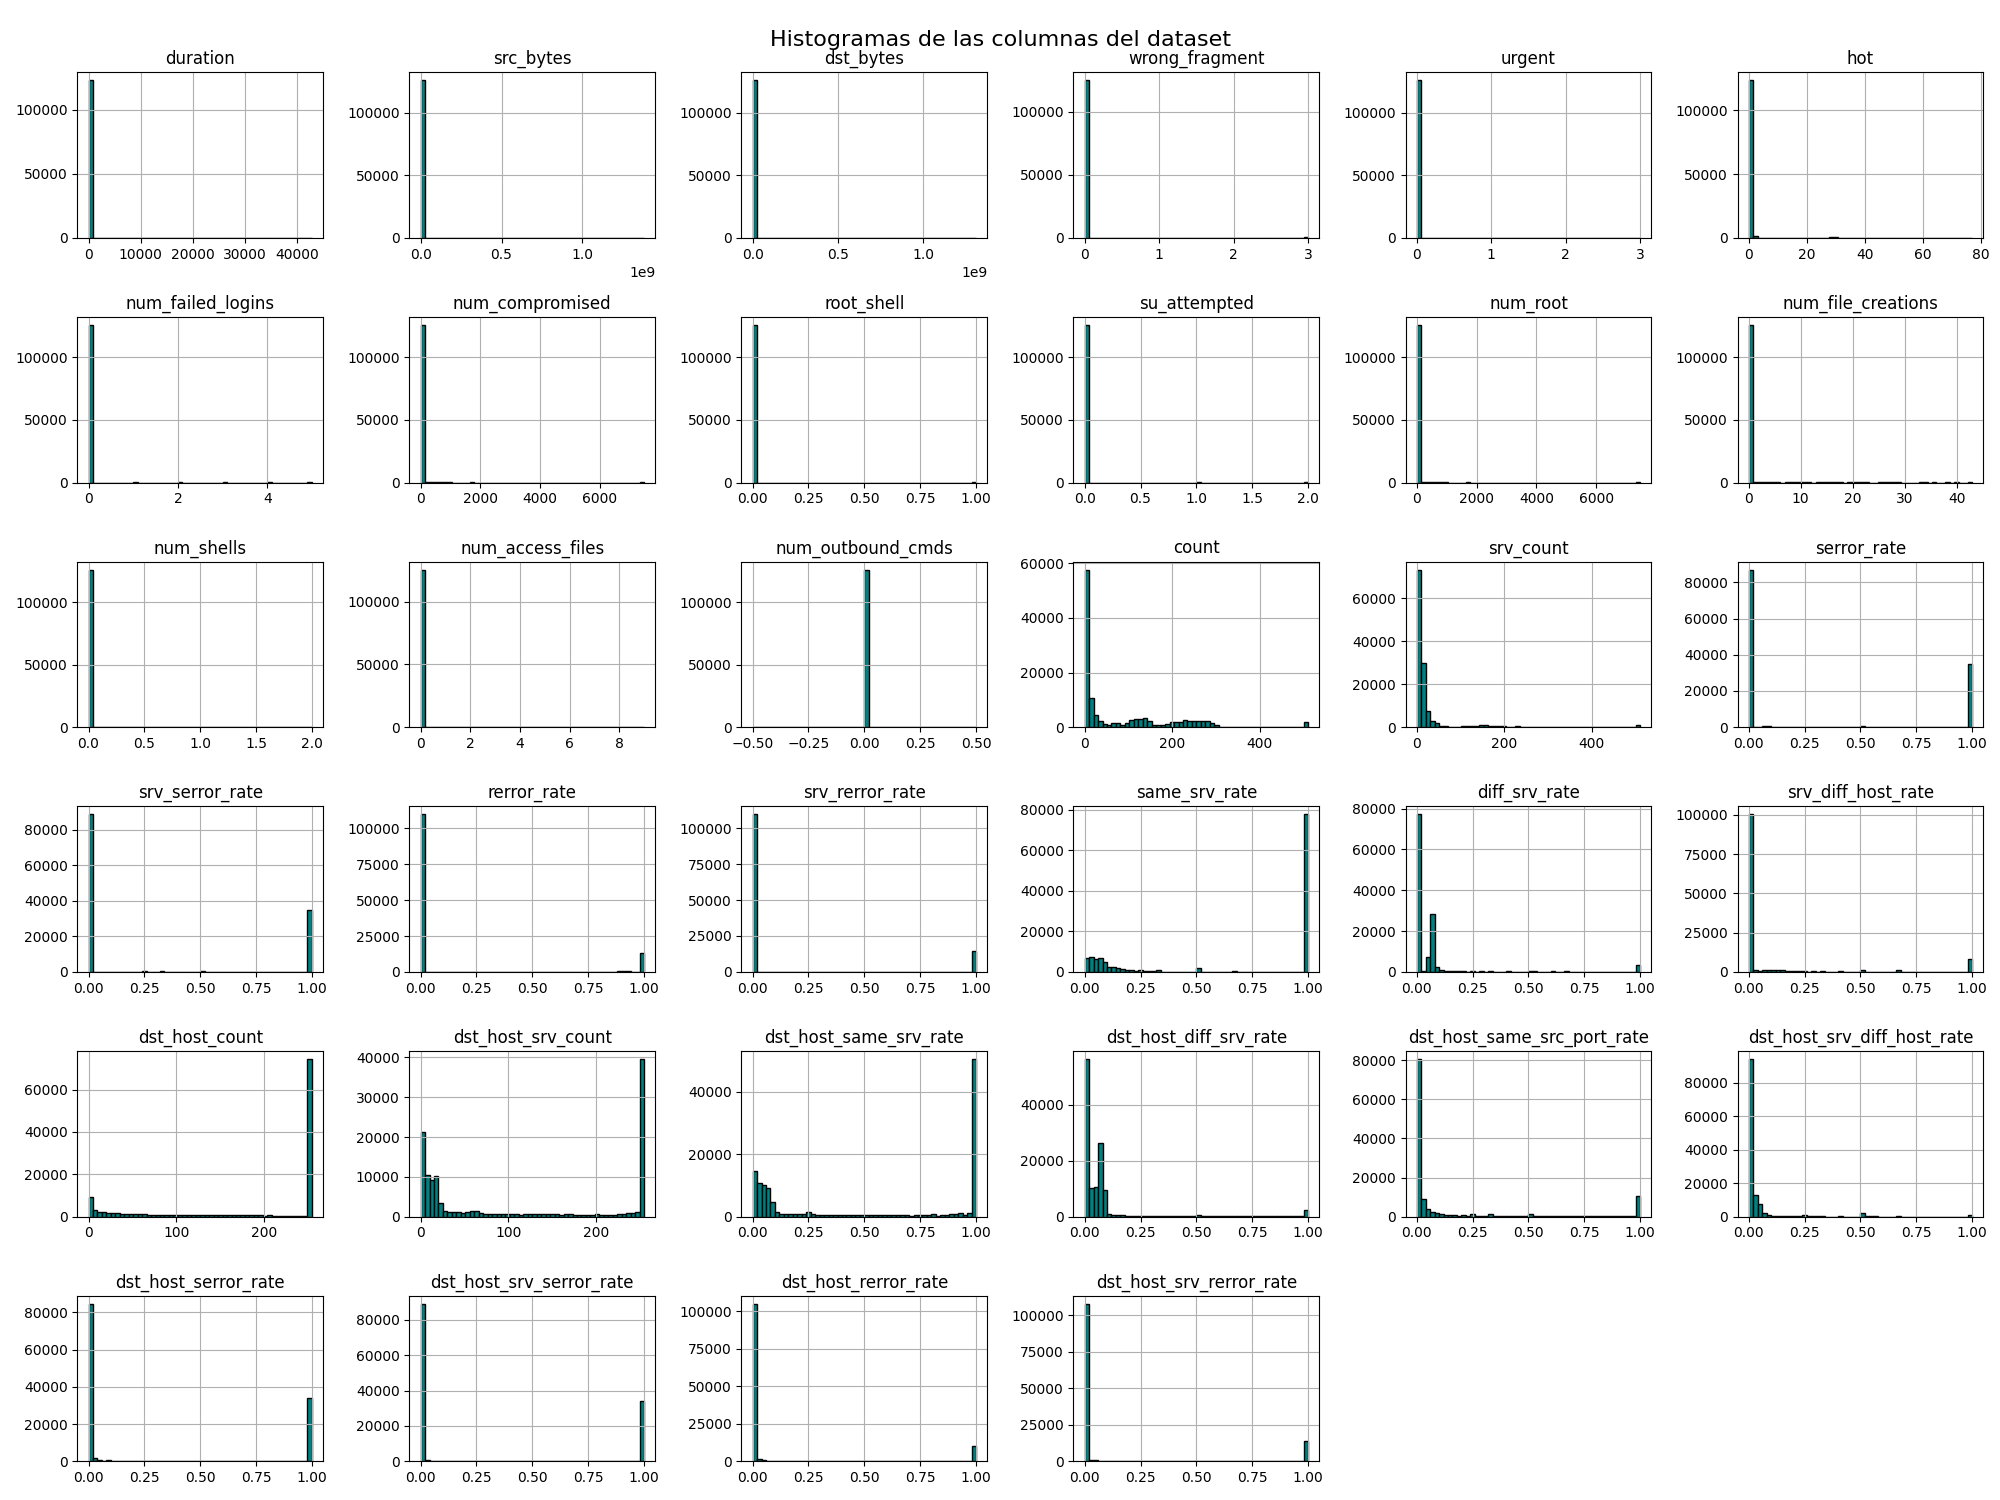 Histogramas de las columnas del dataset
duration src_bytes dst_bytes wrong_fragment urgent hot
100000 50000 0
0 10000 20000 30000 40000
100000 50000 0
0.0 0.5 1.0
1e9
100000 50000 0
0.0 0.5 1.0
1e9
100000 50000 0
0 1 2 3
100000 50000 0
0 1 2 3
100000 50000 0
0 20 40 60 80
num_failed_logins num_compromised root_shell su_attempted num_root num_file_creations
100000 50000 0
0 2 4
100000 50000 0
0 2000 4000 6000
100000 50000 0
0.00 0.25 0.50 0.75 1.00
100000 50000 0
0.0 0.5 1.0 1.5 2.0
100000 50000 0
0 2000 4000 6000
100000 50000 0
0 10 20 30 40
num_shells num_access_files num_outbound_cmds count srv_count serror_rate
100000 50000 0
0.0 0.5 1.0 1.5 2.0
100000 50000 0
0 2 4 6 8
100000 50000 0
−0.50 −0.25 0.00 0.25 0.50
60000 40000 20000 0
0 200 400
60000 40000 20000 0
0 200 400
80000 60000 40000 20000 0
0.00 0.25 0.50 0.75 1.00
srv_serror_rate rerror_rate srv_rerror_rate same_srv_rate diff_srv_rate srv_diff_host_rate
80000 60000 40000 20000 0
0.00 0.25 0.50 0.75 1.00
100000 75000 50000 25000 0
0.00 0.25 0.50 0.75 1.00
100000 75000 50000 25000 0
0.00 0.25 0.50 0.75 1.00
80000 60000 40000 20000 0
0.00 0.25 0.50 0.75 1.00
80000 60000 40000 20000 0
0.00 0.25 0.50 0.75 1.00
100000 75000 50000 25000 0
0.00 0.25 0.50 0.75 1.00
dst_host_count dst_host_srv_count dst_host_same_srv_rate dst_host_diff_srv_rate dst_host_same_src_port_rate dst_host_srv_diff_host_rate
60000 40000 20000 0
0 100 200
40000 30000 20000 10000 0
0 100 200
40000 20000 0
0.00 0.25 0.50 0.75 1.00
40000 20000 0
0.00 0.25 0.50 0.75 1.00
80000 60000 40000 20000 0
0.00 0.25 0.50 0.75 1.00
80000 60000 40000 20000 0
0.00 0.25 0.50 0.75 1.00
dst_host_serror_rate dst_host_srv_serror_rate dst_host_rerror_rate dst_host_srv_rerror_rate
80000 60000 40000 20000 0
0.00 0.25 0.50 0.75 1.00
80000 60000 40000 20000 0
0.00 0.25 0.50 0.75 1.00
100000 75000 50000 25000 0
0.00 0.25 0.50 0.75 1.00
100000 75000 50000 25000 0
0.00 0.25 0.50 0.75 1.00